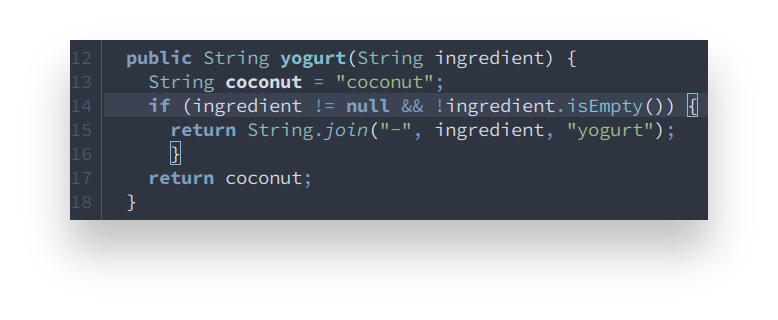 12 public String yogurt(String ingredient) {
13 String coconut = "coconut";
14 if (ingredient != null && !ingredient.isEmpty()) {
15 return String.join("-", ingredient, "yogurt");
16 }
17 return coconut;
18 }